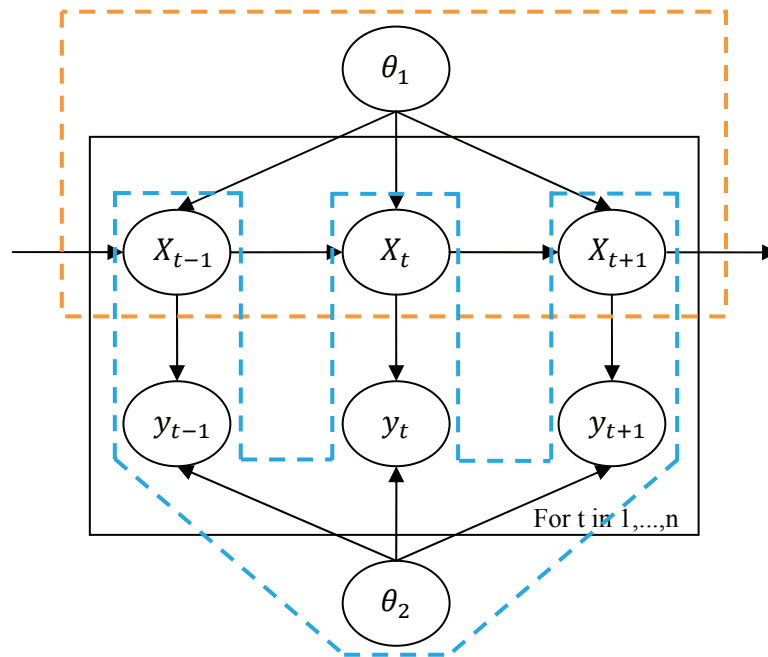 θ₁
Xₜ₋₁ Xₜ Xₜ₊₁
yₜ₋₁ yₜ yₜ₊₁
For t in 1,...,n
θ₂